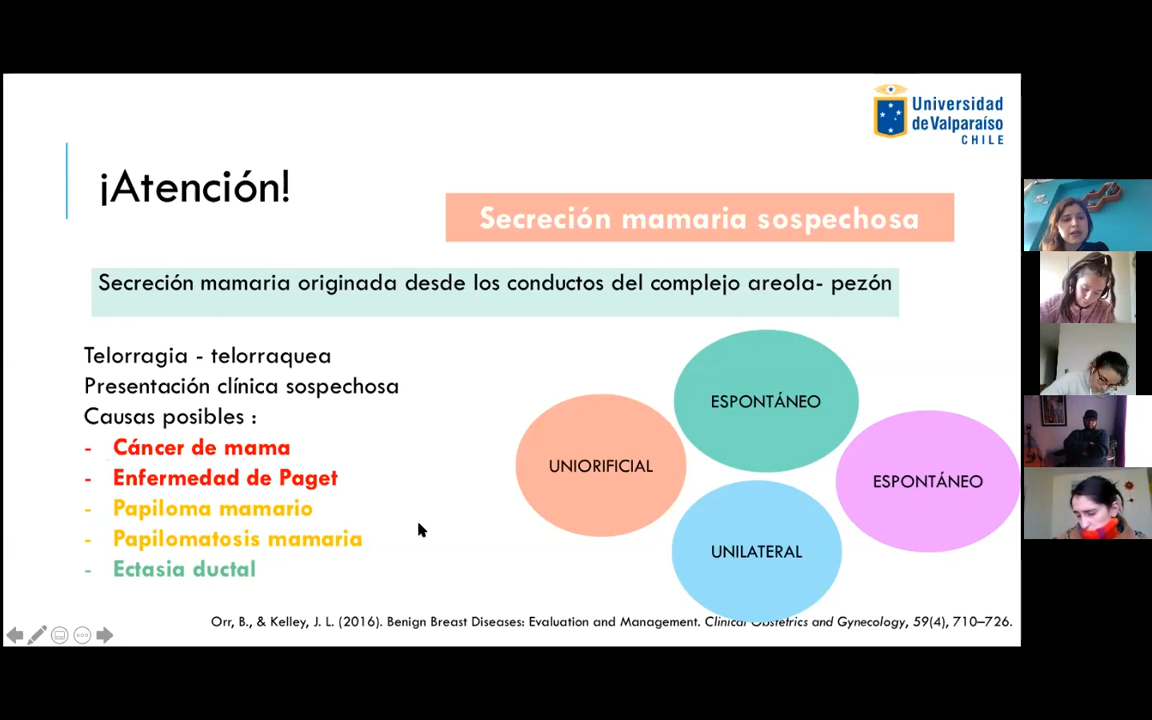 Universidad
de Valparaíso
CHILE
¡Atención!
Secreción mamaria sospechosa
Secreción mamaria originada desde los conductos del complejo areola- pezón
Telorragia - telorraquea
Presentación clínica sospechosa
Causas posibles :
- Cáncer de mama
- Enfermedad de Paget
- Papiloma mamario
- Papilomatosis mamaria
- Ectasia ductal
ESPONTÁNEO
UNIORIFICIAL
ESPONTÁNEO
UNILATERAL
Orr, B., & Kelley, J. L. (2016). Benign Breast Diseases: Evaluation and Management. Clinical Obstetrics and Gynecology, 59(4), 710–726.